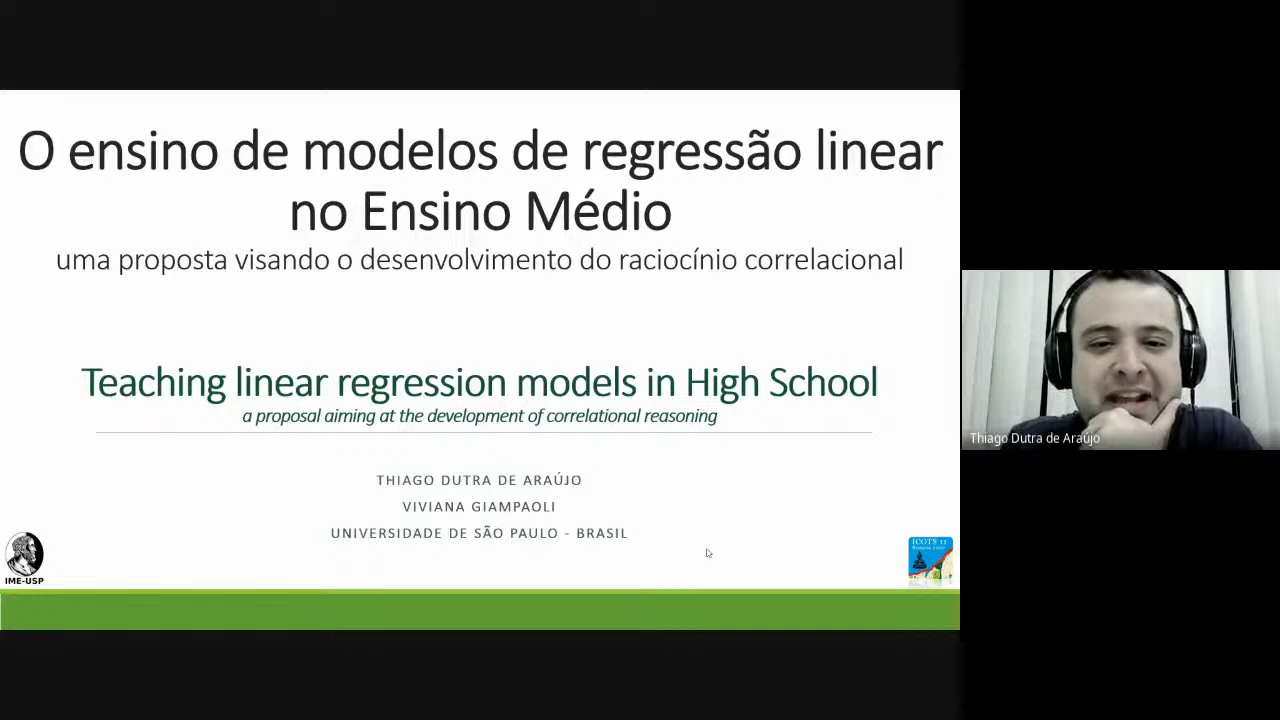 O ensino de modelos de regressão linear
no Ensino Médio
uma proposta visando o desenvolvimento do raciocínio correlacional
Teaching linear regression models in High School
a proposal aiming at the development of correlational reasoning
THIAGO DUTRA DE ARAÚJO
VIVIANA GIAMPAOLI
UNIVERSIDADE DE SÃO PAULO - BRASIL
IME-USP
ICOTS 11
Thiago Dutra de Araújo